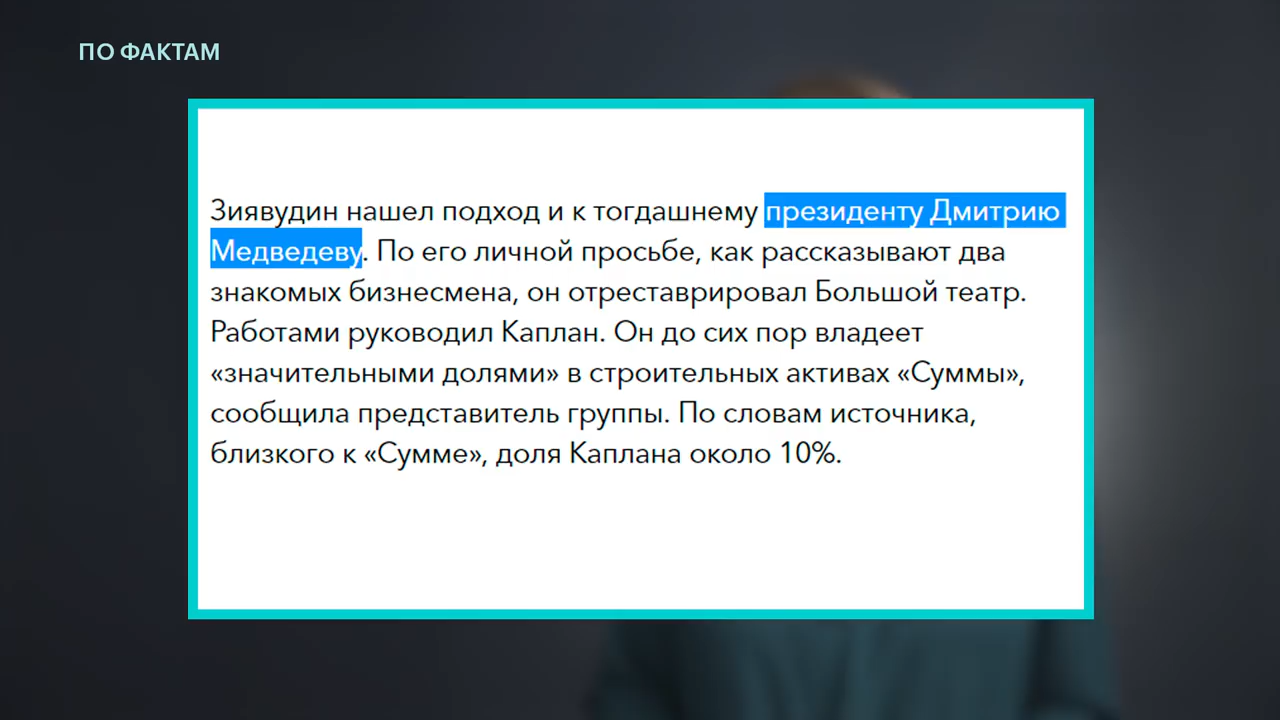 ПО ФАКТАМ
Зиявудин нашел подход и к тогдашнему президенту Дмитрию
Медведеву. По его личной просьбе, как рассказывают два
знакомых бизнесмена, он отреставрировал Большой театр.
Работами руководил Каплан. Он до сих пор владеет
«значительными долями» в строительных активах «Суммы»,
сообщила представитель группы. По словам источника,
близкого к «Сумме», доля Каплана около 10%.